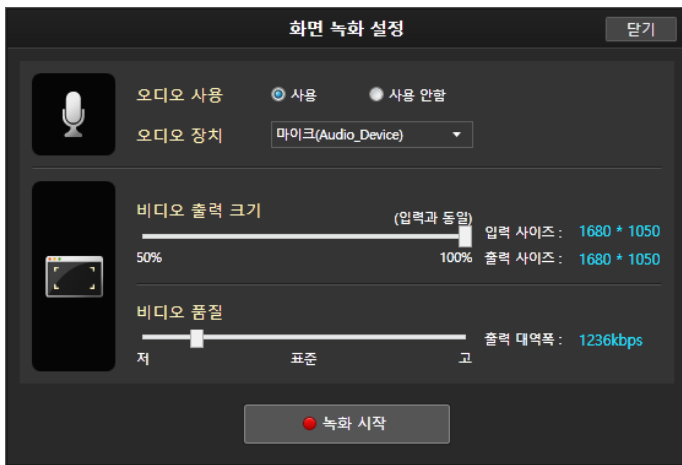 화면 녹화 설정 닫기
오디오 사용 사용 사용 안함
오디오 장치 마이크(Audio_Device)
비디오 출력 크기 (입력과 동일)
입력 사이즈 : 1680 * 1050
50% 100% 출력 사이즈 : 1680 * 1050
비디오 품질
출력 대역폭 : 1236kbps
저 표준 고
녹화 시작